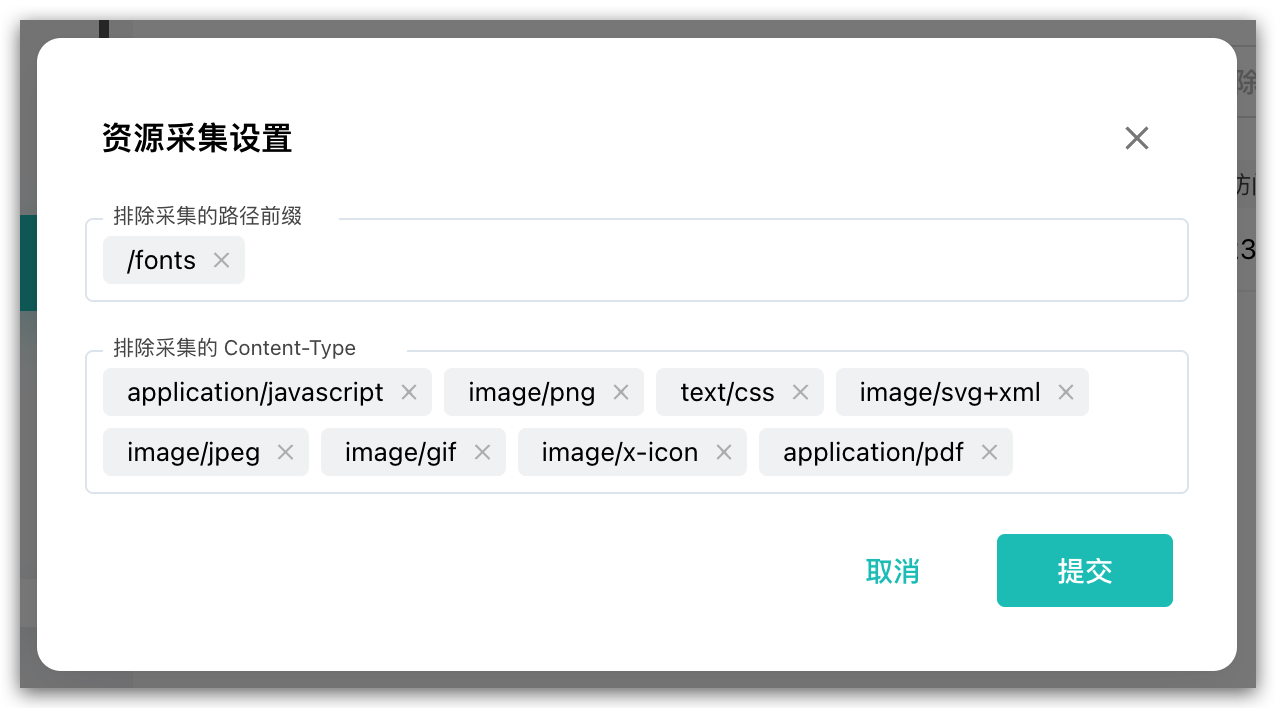 资源采集设置
排除采集的路径前缀
/fonts
排除采集的 Content-Type
application/javascript image/png text/css image/svg+xml
image/jpeg image/gif image/x-icon application/pdf
取消 提交
除
23